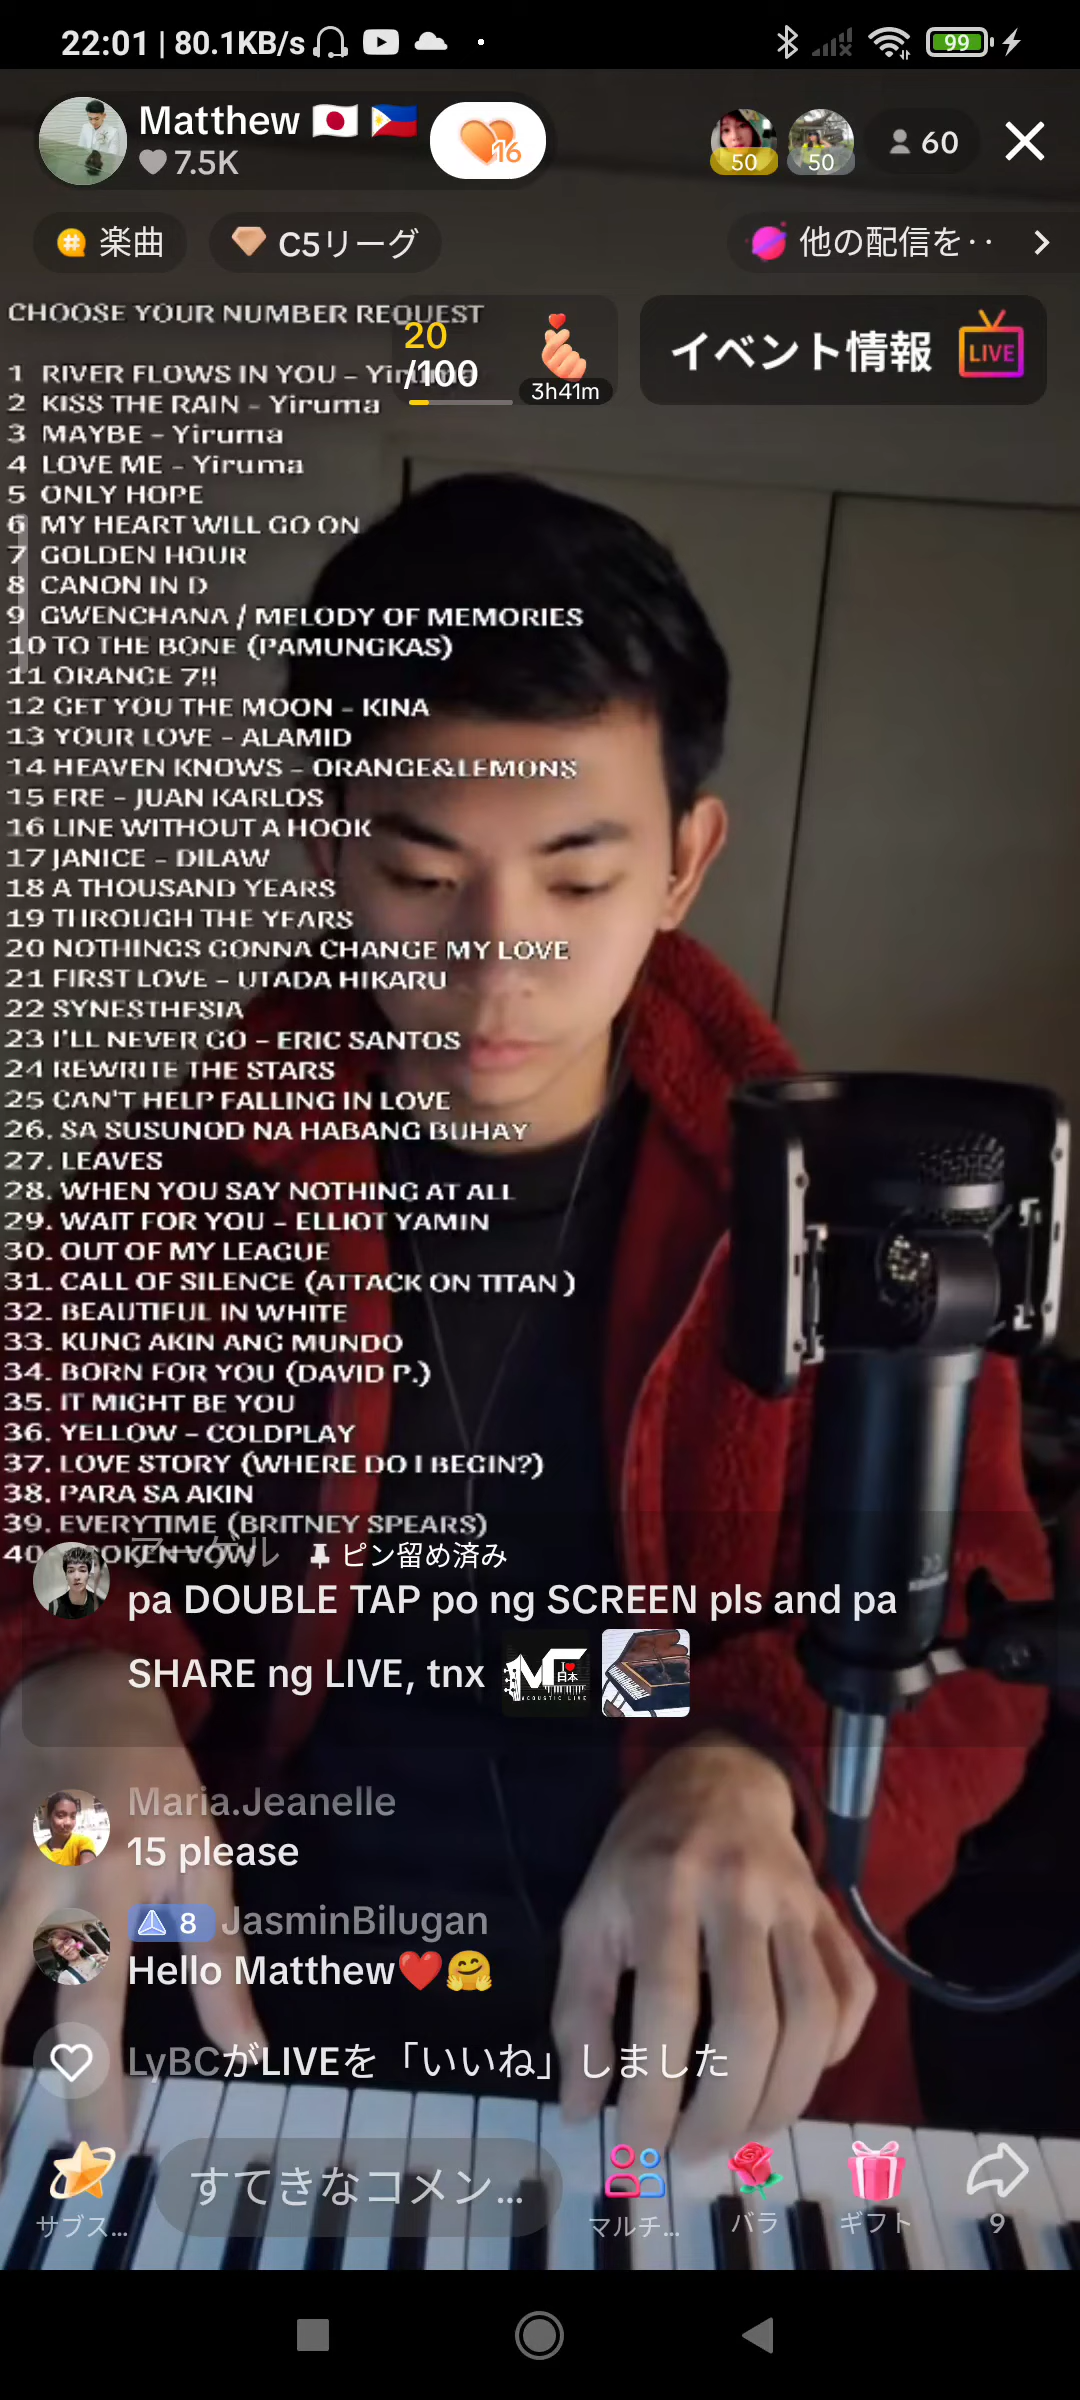 22:01 | 80.1KB/s
99
Matthew 🇯🇵 🇵🇭
7.5K
16
50
50
60
楽曲
C5リーグ
他の配信を‥
CHOOSE YOUR NUMBER REQUEST
20
/100
3h41m
イベント情報
LIVE
1 RIVER FLOWS IN YOU – Yiruma
2 KISS THE RAIN – Yiruma
3 MAYBE – Yiruma
4 LOVE ME – Yiruma
5 ONLY HOPE
6 MY HEART WILL GO ON
7 GOLDEN HOUR
8 CANON IN D
9 GWENCHANA / MELODY OF MEMORIES
10 TO THE BONE (PAMUNGKAS)
11 ORANGE 7!!
12 GET YOU THE MOON – KINA
13 YOUR LOVE – ALAMID
14 HEAVEN KNOWS – ORANGE&LEMONS
15 ERE – JUAN KARLOS
16 LINE WITHOUT A HOOK
17 JANICE – DILAW
18 A THOUSAND YEARS
19 THROUGH THE YEARS
20 NOTHINGS GONNA CHANGE MY LOVE
21 FIRST LOVE – UTADA HIKARU
22 SYNESTHESIA
23 I'LL NEVER GO – ERIC SANTOS
24 REWRITE THE STARS
25 CAN'T HELP FALLING IN LOVE
26. SA SUSUNOD NA HABANG BUHAY
27. LEAVES
28. WHEN YOU SAY NOTHING AT ALL
29. WAIT FOR YOU – ELLIOT YAMIN
30. OUT OF MY LEAGUE
31. CALL OF SILENCE (ATTACK ON TITAN )
32. BEAUTIFUL IN WHITE
33. KUNG AKIN ANG MUNDO
34. BORN FOR YOU (DAVID P.)
35. IT MIGHT BE YOU
36. YELLOW – COLDPLAY
37. LOVE STORY (WHERE DO I BEGIN?)
38. PARA SA AKIN
39. EVERYTIME (BRITNEY SPEARS)
40 VOW
ピン留め済み
pa DOUBLE TAP po ng SCREEN pls and pa
SHARE ng LIVE, tnx
I ❤ 日本
ACOUSTIC LIVE
Maria.Jeanelle
15 please
8 JasminBilugan
Hello Matthew❤️🤗
LyBCがLIVEを「いいね」しました
サブス...
すてきなコメン...
マルチ...
バラ
ギフト
9